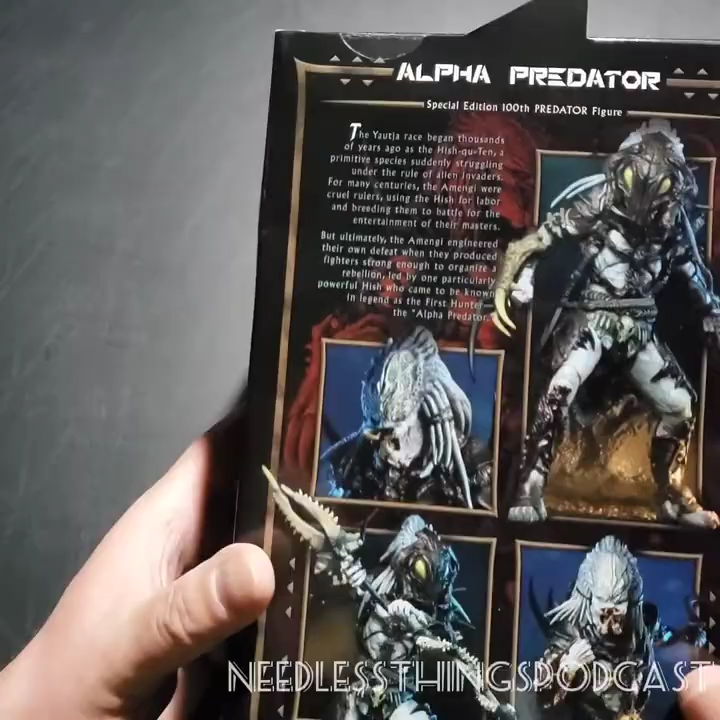 ALPHA PREDATOR
Special Edition 100th PREDATOR Figure
The Yautja race began thousands
of years ago as the Hish-qu-Ten, a
primitive species suddenly struggling
under the rule of alien invaders.
For many centuries, the Amengi were
cruel rulers, using the Hish for labor
and breeding them to battle for the
entertainment of their masters.
But ultimately, the Amengi engineered
their own defeat when they produced
fighters strong enough to organize a
rebellion, led by one particularly
powerful Hish who came to be known
in legend as the First Hunter—
the "Alpha Predator.
NEEDLESSTHINGSPODCAST